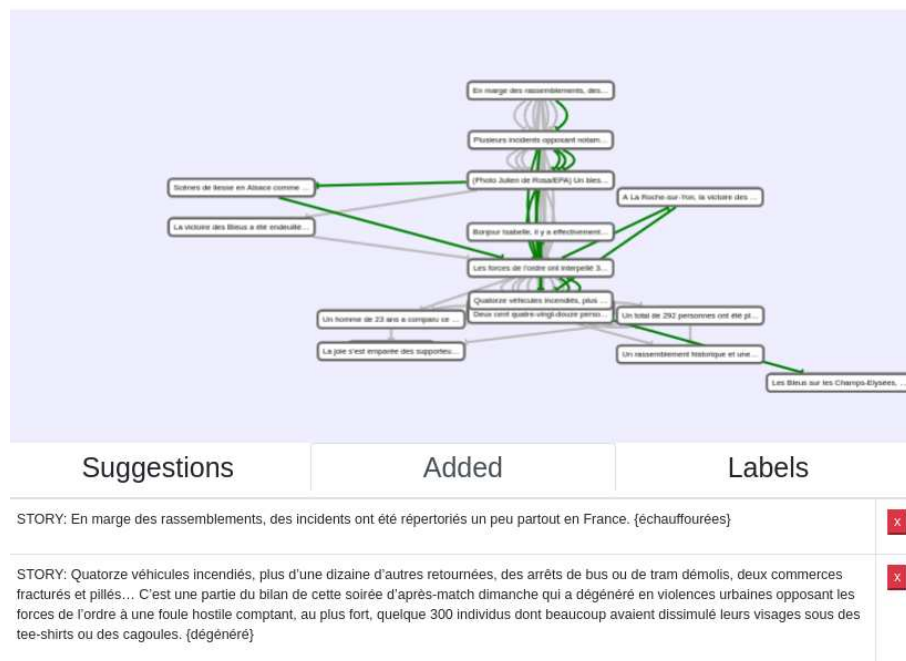 En marge des rassemblements, des...
Plusieurs incidents opposant notam...
(Photo Julien de Rosa/EPA) Un bles...
Scènes de liesse en Alsace comme ...
A La Roche-sur-Yon, la victoire des ...
La victoire des Bleus a été endeuillé...
Bonjour Isabelle, il y a effectivement...
Les forces de l'ordre ont interpellé 3...
Quatorze véhicules incendiés, plus ...
Deux cent quatre-vingt-douze perso...
Un homme de 23 ans a comparu ce ...
Un total de 292 personnes ont été pl...
La joie s'est emparée des supporteu...
Un rassemblement historique et une...
Les Bleus sur les Champs-Elysées, ...
Suggestions Added Labels
STORY: En marge des rassemblements, des incidents ont été répertoriés un peu partout en France. {échauffourées}
x
STORY: Quatorze véhicules incendiés, plus d’une dizaine d’autres retournées, des arrêts de bus ou de tram démolis, deux commerces
x
fracturés et pillés… C’est une partie du bilan de cette soirée d’après-match dimanche qui a dégénéré en violences urbaines opposant les
forces de l’ordre à une foule hostile comptant, au plus fort, quelque 300 individus dont beaucoup avaient dissimulé leurs visages sous des
tee-shirts ou des cagoules. {dégénéré}